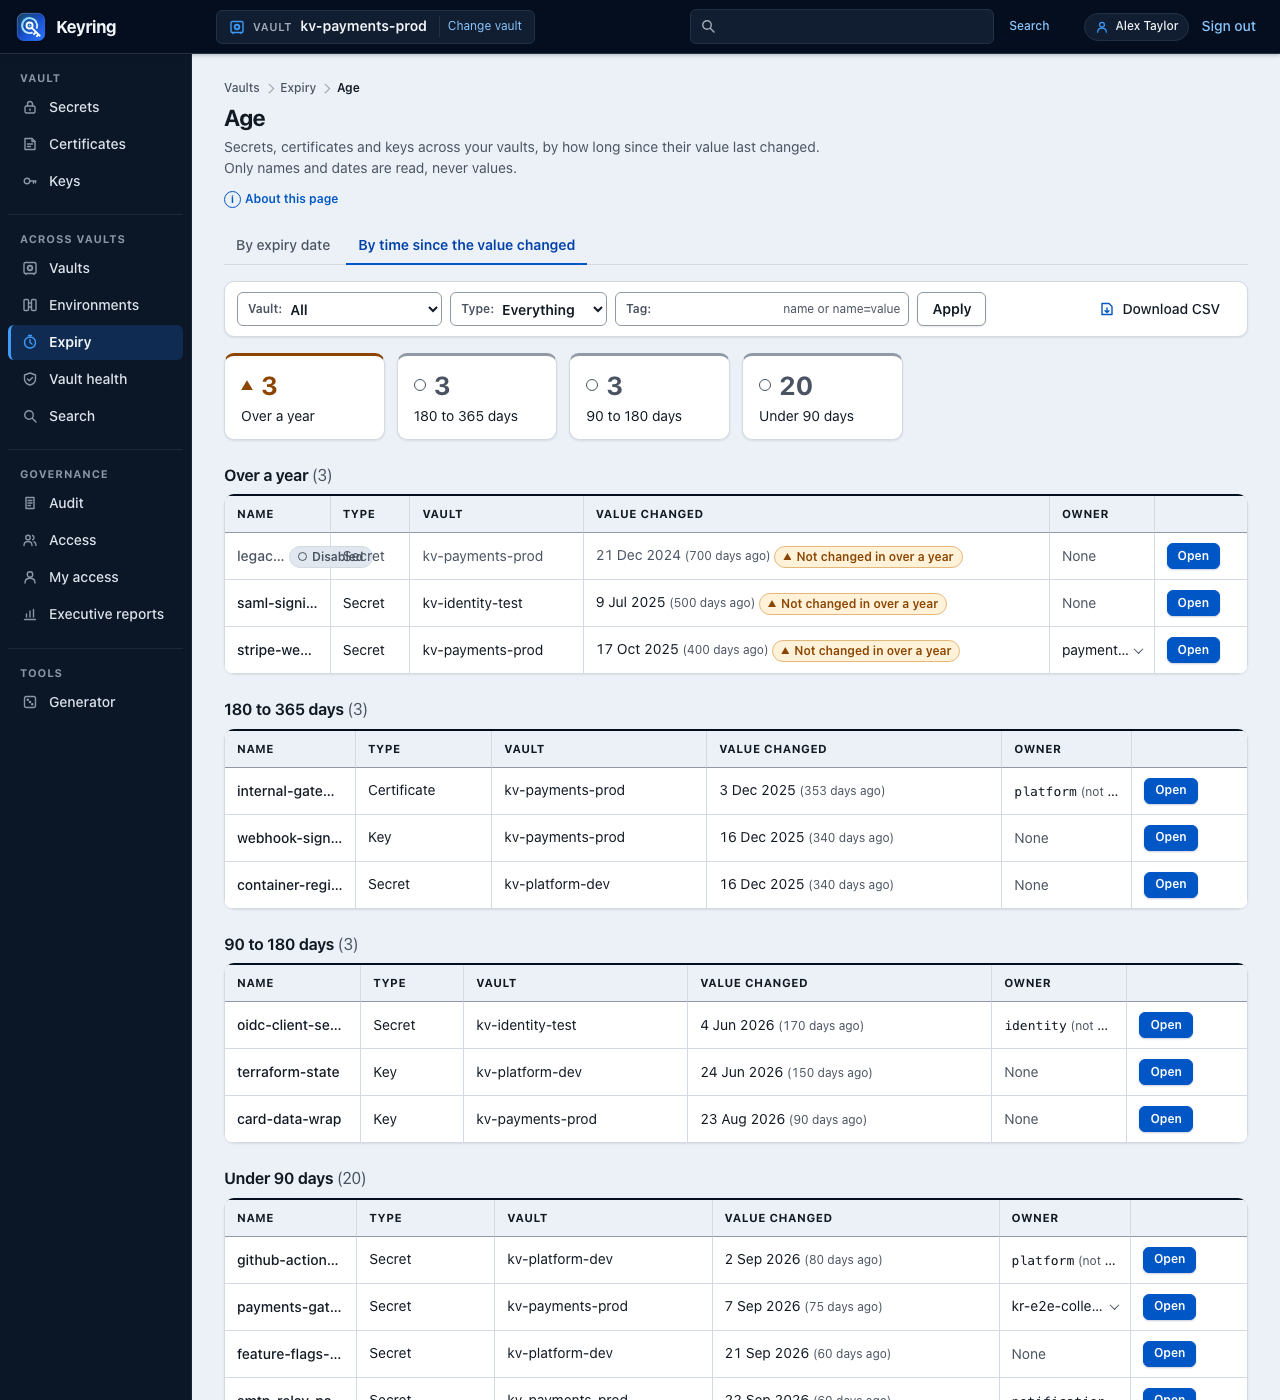 Keyring
VAULT kv-payments-prod Change vault
Search
Alex Taylor
Sign out
VAULT
Secrets
Certificates
Keys
ACROSS VAULTS
Vaults
Environments
Expiry
Vault health
Search
GOVERNANCE
Audit
Access
My access
Executive reports
TOOLS
Generator
Vaults Expiry Age
Age
Secrets, certificates and keys across your vaults, by how long since their value last changed.
Only names and dates are read, never values.
i About this page
By expiry date By time since the value changed
Vault: All Type: Everything Tag: name or name=value Apply Download CSV
3 3 3 20
Over a year 180 to 365 days 90 to 180 days Under 90 days
Over a year (3)
NAME TYPE VAULT VALUE CHANGED OWNER
legac... Disabled Secret kv-payments-prod 21 Dec 2024 (700 days ago) Not changed in over a year None Open
saml-signi... Secret kv-identity-test 9 Jul 2025 (500 days ago) Not changed in over a year None Open
stripe-we... Secret kv-payments-prod 17 Oct 2025 (400 days ago) Not changed in over a year payment... Open
180 to 365 days (3)
NAME TYPE VAULT VALUE CHANGED OWNER
internal-gate... Certificate kv-payments-prod 3 Dec 2025 (353 days ago) platform (not ... Open
webhook-sign... Key kv-payments-prod 16 Dec 2025 (340 days ago) None Open
container-regi... Secret kv-platform-dev 16 Dec 2025 (340 days ago) None Open
90 to 180 days (3)
NAME TYPE VAULT VALUE CHANGED OWNER
oidc-client-se... Secret kv-identity-test 4 Jun 2026 (170 days ago) identity (not ... Open
terraform-state Key kv-platform-dev 24 Jun 2026 (150 days ago) None Open
card-data-wrap Key kv-payments-prod 23 Aug 2026 (90 days ago) None Open
Under 90 days (20)
NAME TYPE VAULT VALUE CHANGED OWNER
github-action... Secret kv-platform-dev 2 Sep 2026 (80 days ago) platform (not ... Open
payments-gat... Secret kv-payments-prod 7 Sep 2026 (75 days ago) kr-e2e-colle... Open
feature-flags-... Secret kv-platform-dev 21 Sep 2026 (60 days ago) None Open
Secret kv-payments-prod 22 Sep 2026 (60 days ago) Open